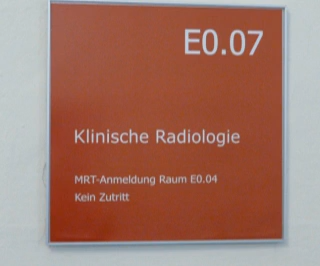 E0.07
Klinische Radiologie
MRT-Anmeldung Raum E0.04
Kein Zutritt